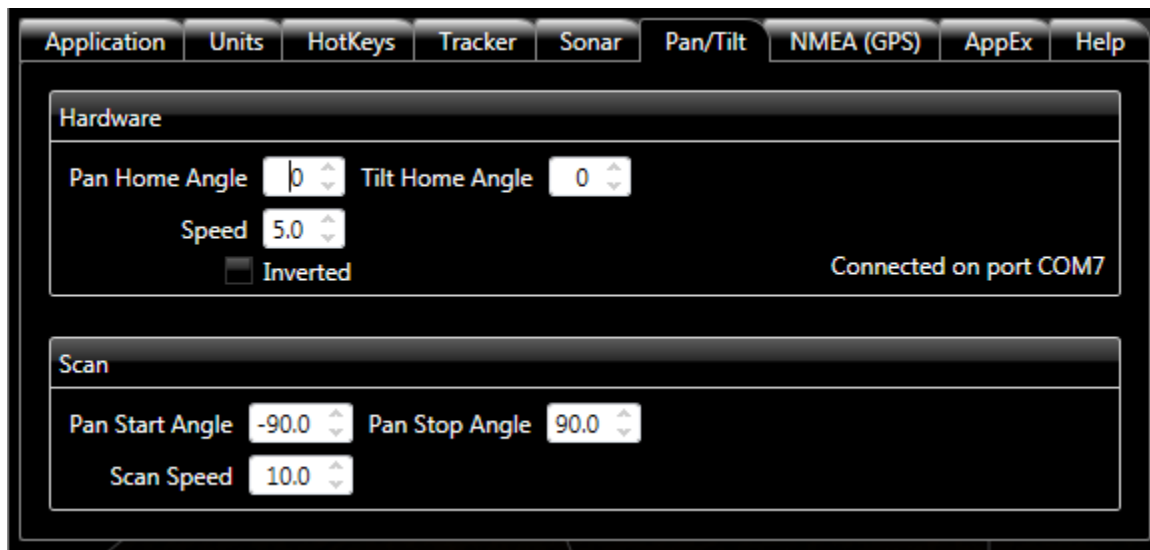 Application Units HotKeys Tracker Sonar Pan/Tilt NMEA (GPS) AppEx Help
Hardware
Pan Home Angle 0 Tilt Home Angle 0
Speed 5.0
Inverted Connected on port COM7
Scan
Pan Start Angle -90.0 Pan Stop Angle 90.0
Scan Speed 10.0